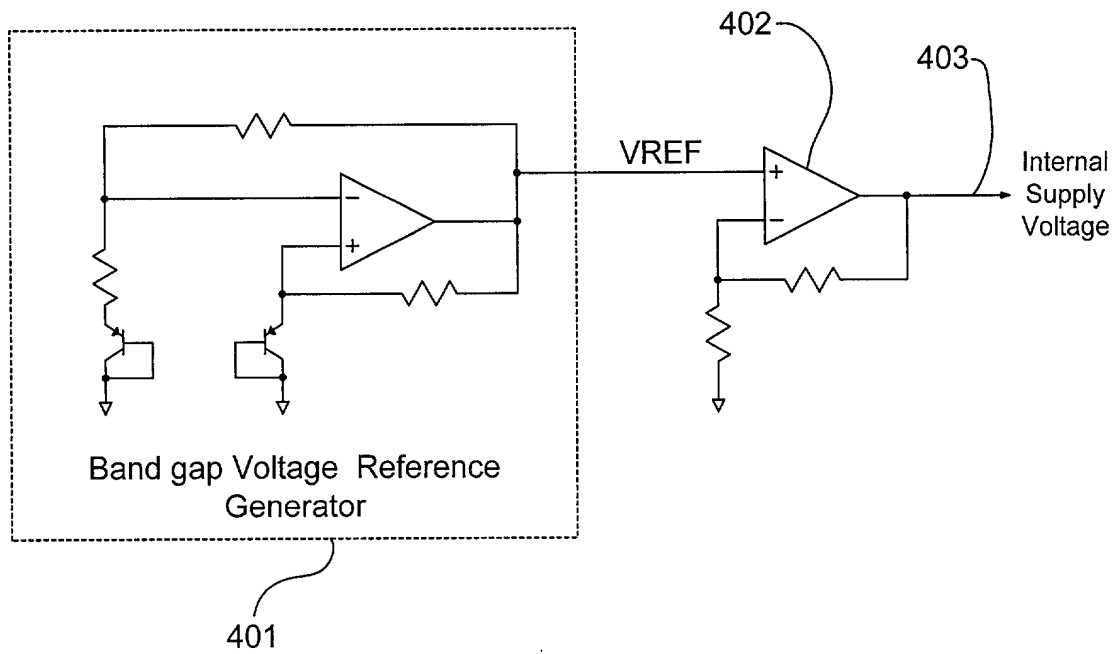 402
403
VREF
+
−
Internal
Supply
Voltage
−
+
Band gap Voltage Reference
Generator
401